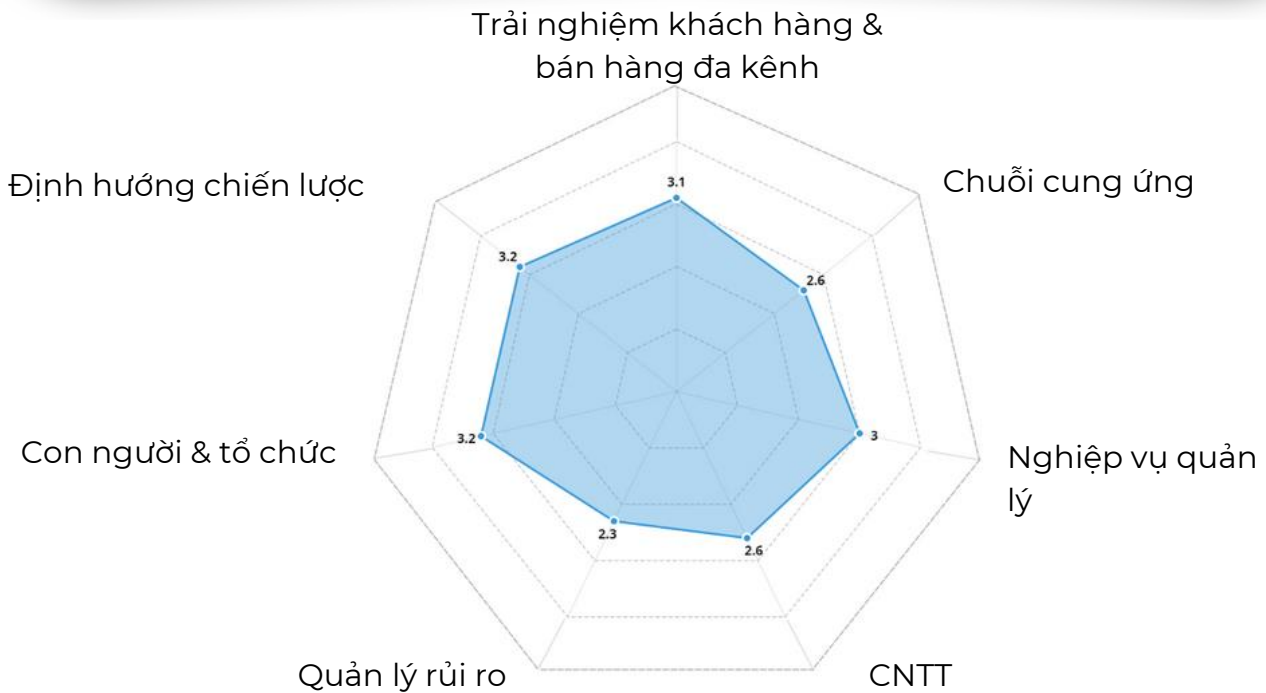 Trải nghiệm khách hàng &
bán hàng đa kênh
Định hướng chiến lược
Chuỗi cung ứng
3.1
3.2
2.6
3.2
3
Con người & tổ chức
Nghiệp vụ quản
lý
2.3
2.6
Quản lý rủi ro
CNTT